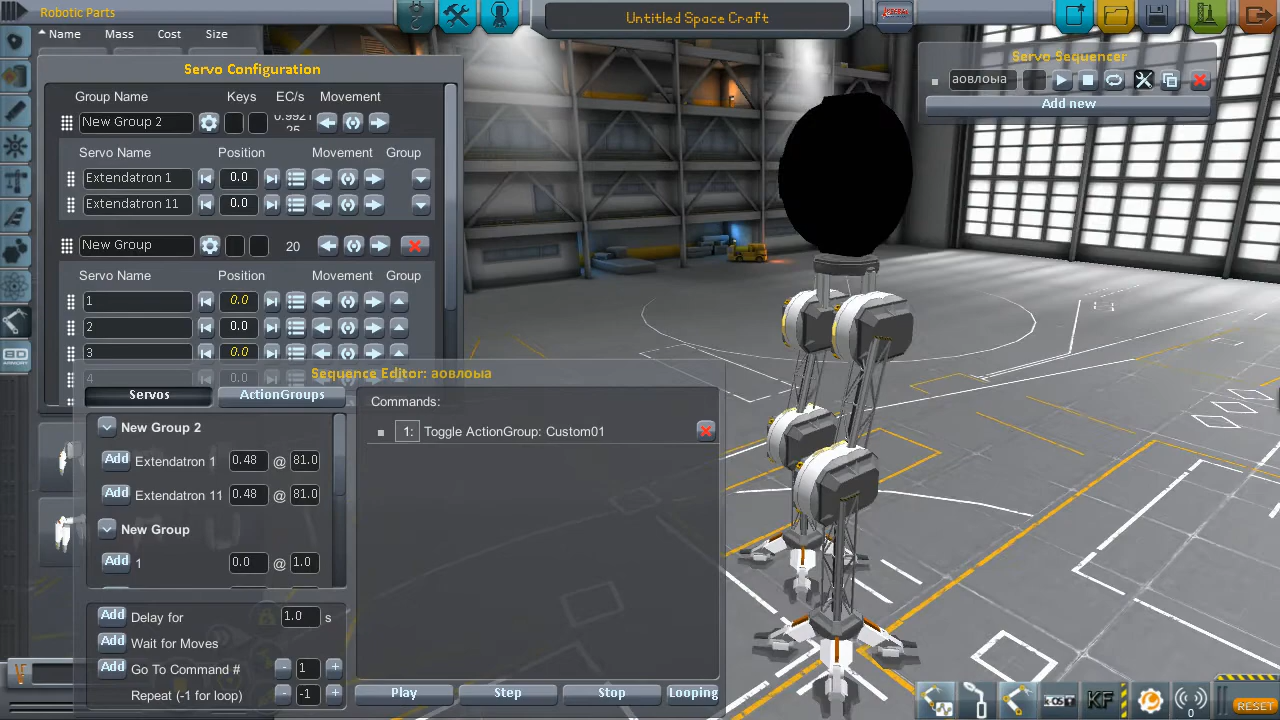 Robotic Parts
Untitled Space Craft
Name Mass Cost Size
Servo Configuration
Group Name Keys EC/s Movement
New Group 2
Servo Name Position Movement Group
Extendatron 1 0.0
Extendatron 11 0.0
New Group 20
Servo Name Position Movement Group
1 0.0
2 0.0
3 0.0
4 0.0
Servo Sequencer
аовлоыа
Add new
Sequence Editor: аовлоыа
Servos ActionGroups
New Group 2
Add Extendatron 1 0.48 @ 81.0
Add Extendatron 11 0.48 @ 81.0
New Group
Add 1 0.0 @ 1.0
Add Delay for 1.0 s
Add Wait for Moves
Add Go To Command # - 1 +
Repeat (-1 for loop) - -1 +
Commands:
1: Toggle ActionGroup: Custom01
Play Step Stop Looping
KF
0
RESET